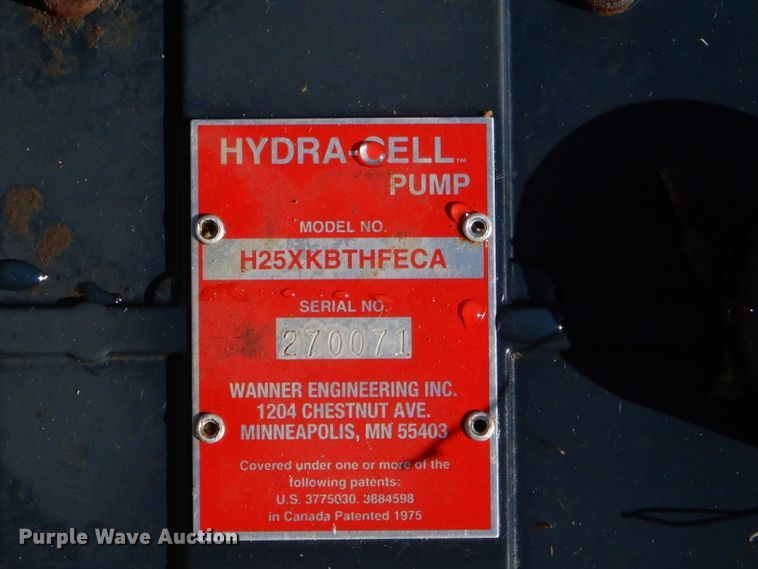 HYDRA-CELL™
PUMP
MODEL NO.
H25XKBTHFECA
SERIAL NO.
270071
WANNER ENGINEERING INC.
1204 CHESTNUT AVE.
MINNEAPOLIS, MN 55403
Covered under one or more of the
following patents:
U.S. 3775030, 3884598
in Canada Patented 1975
Purple Wave Auction